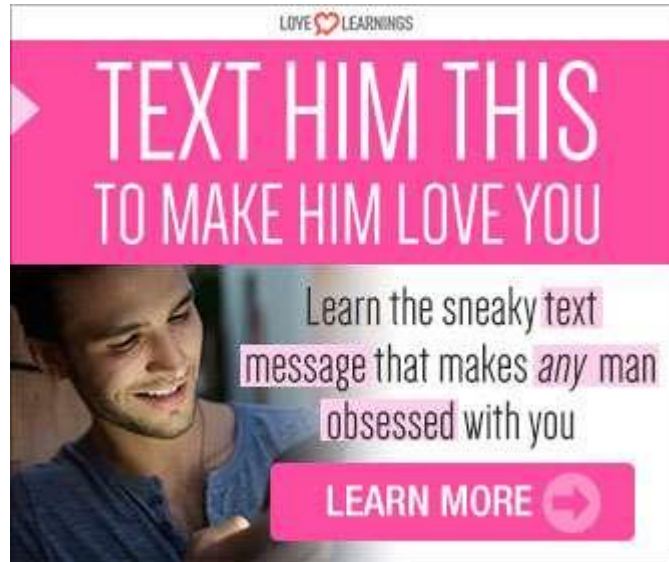 LOVE LEARNINGS
TEXT HIM THIS
TO MAKE HIM LOVE YOU
Learn the sneaky text
message that makes any man
obsessed with you
LEARN MORE